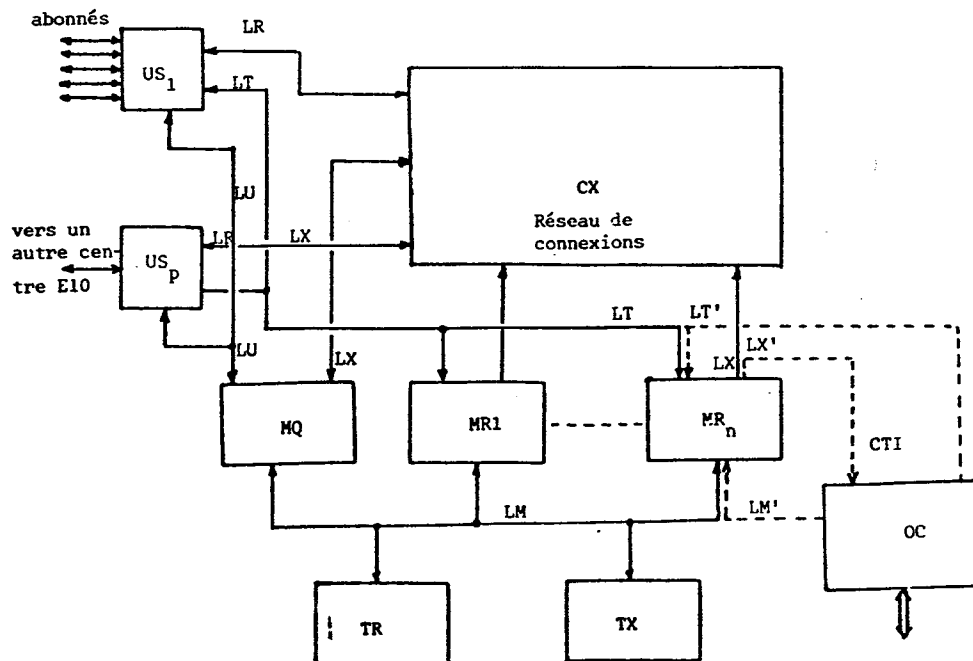 abonnés
LR
US1
LT
CX
LU
Réseau de
connexions
vers un
autre cen-
tre E10
LR
LX
USp
LT
LT'
LU
LX
LX
LX'
MQ
MR1
MRn
CTI
LM
LM'
OC
TR
TX